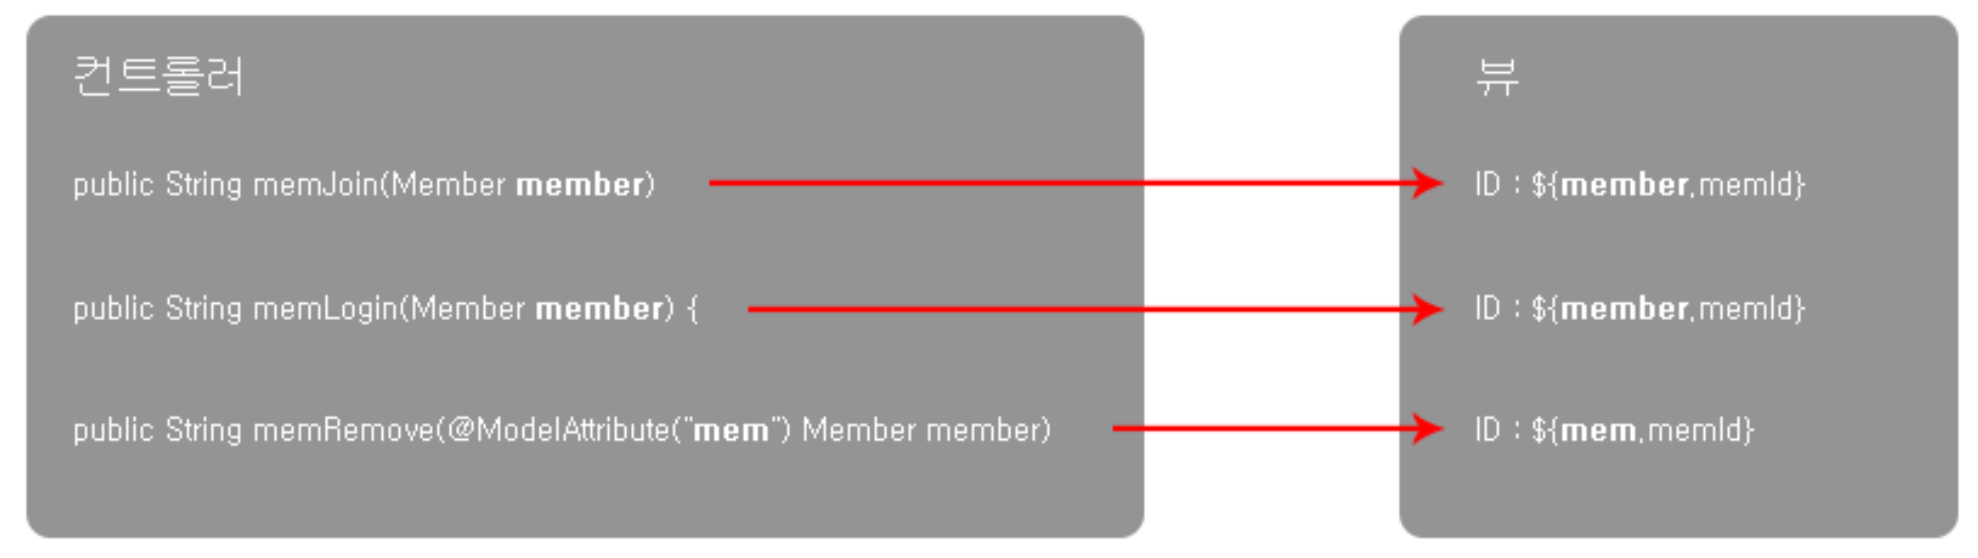 컨트롤러
public String memJoin(Member member)
public String memLogin(Member member) {
public String memRemove(@ModelAttribute("mem") Member member)
뷰
ID : ${member.memId}
ID : ${member.memId}
ID : ${mem.memId}